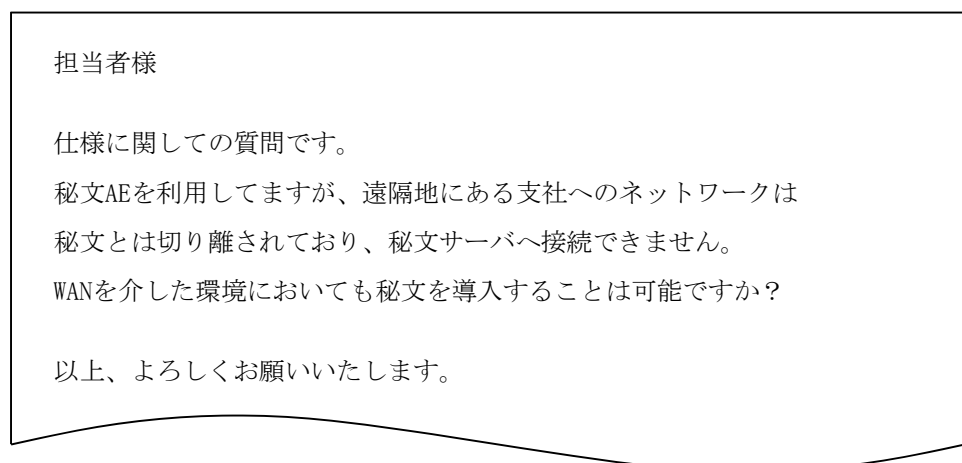 担当者様
仕様に関しての質問です。
秘文AEを利用してますが、遠隔地にある支社へのネットワークは
秘文とは切り離されており、秘文サーバへ接続できません。
WANを介した環境においても秘文を導入することは可能ですか？
以上、よろしくお願いいたします。